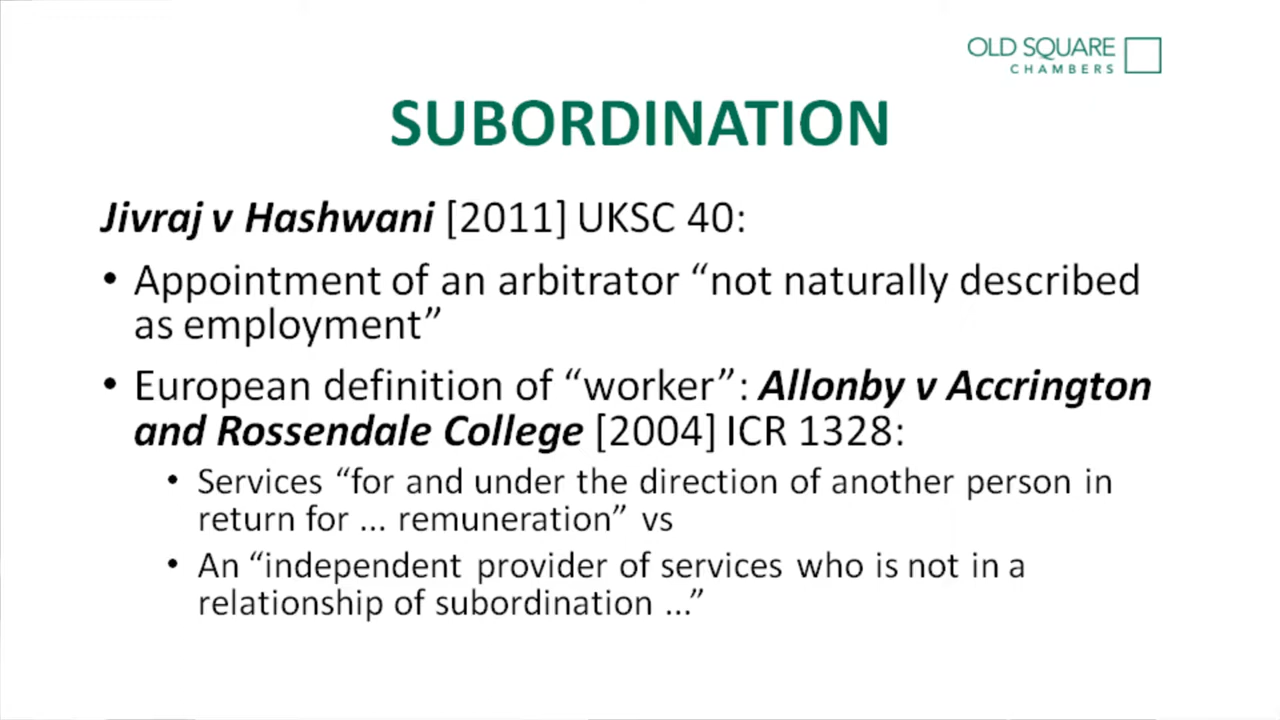 OLD SQUARE
CHAMBERS
SUBORDINATION
Jivraj v Hashwani [2011] UKSC 40:
• Appointment of an arbitrator “not naturally described
as employment”
• European definition of “worker”: Allonby v Accrington
and Rossendale College [2004] ICR 1328:
• Services “for and under the direction of another person in
return for ... remuneration” vs
• An “independent provider of services who is not in a
relationship of subordination ...”